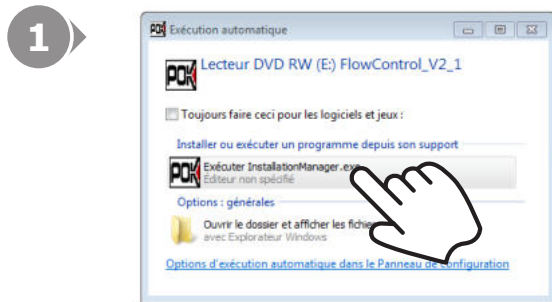 1
POK Exécution automatique
POK Lecteur DVD RW (E:) FlowControl_V2_1
Toujours faire ceci pour les logiciels et jeux :
Installer ou exécuter un programme depuis son support
POK Exécuter InstallationManager.exe
Éditeur non spécifié
Options : générales
Ouvrir le dossier et afficher les
avec Explorateur Windows
Options d'exécution automatique dans le Panneau de configuration